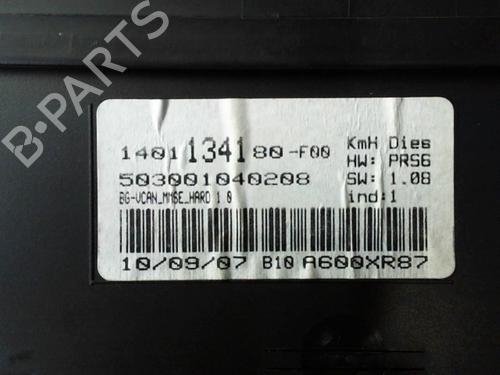 B-PARTS
1401134180-F00 KmH Dies
HW: PRS6
503001040208 SW: 1.08
BG-VCAN_MMSE_HARD 1.0 ind:1
10/09/07 B10 A600XR87